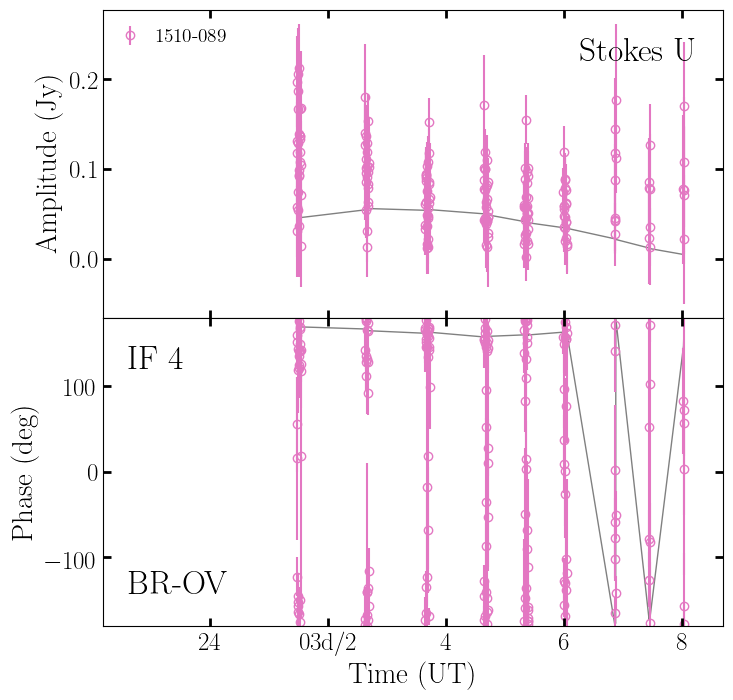 1510-089
Stokes U
Amplitude (Jy)
0.2
0.1
0.0
IF 4
Phase (deg)
100
0
−100
BR-OV
24 03d/2 4 6 8
Time (UT)